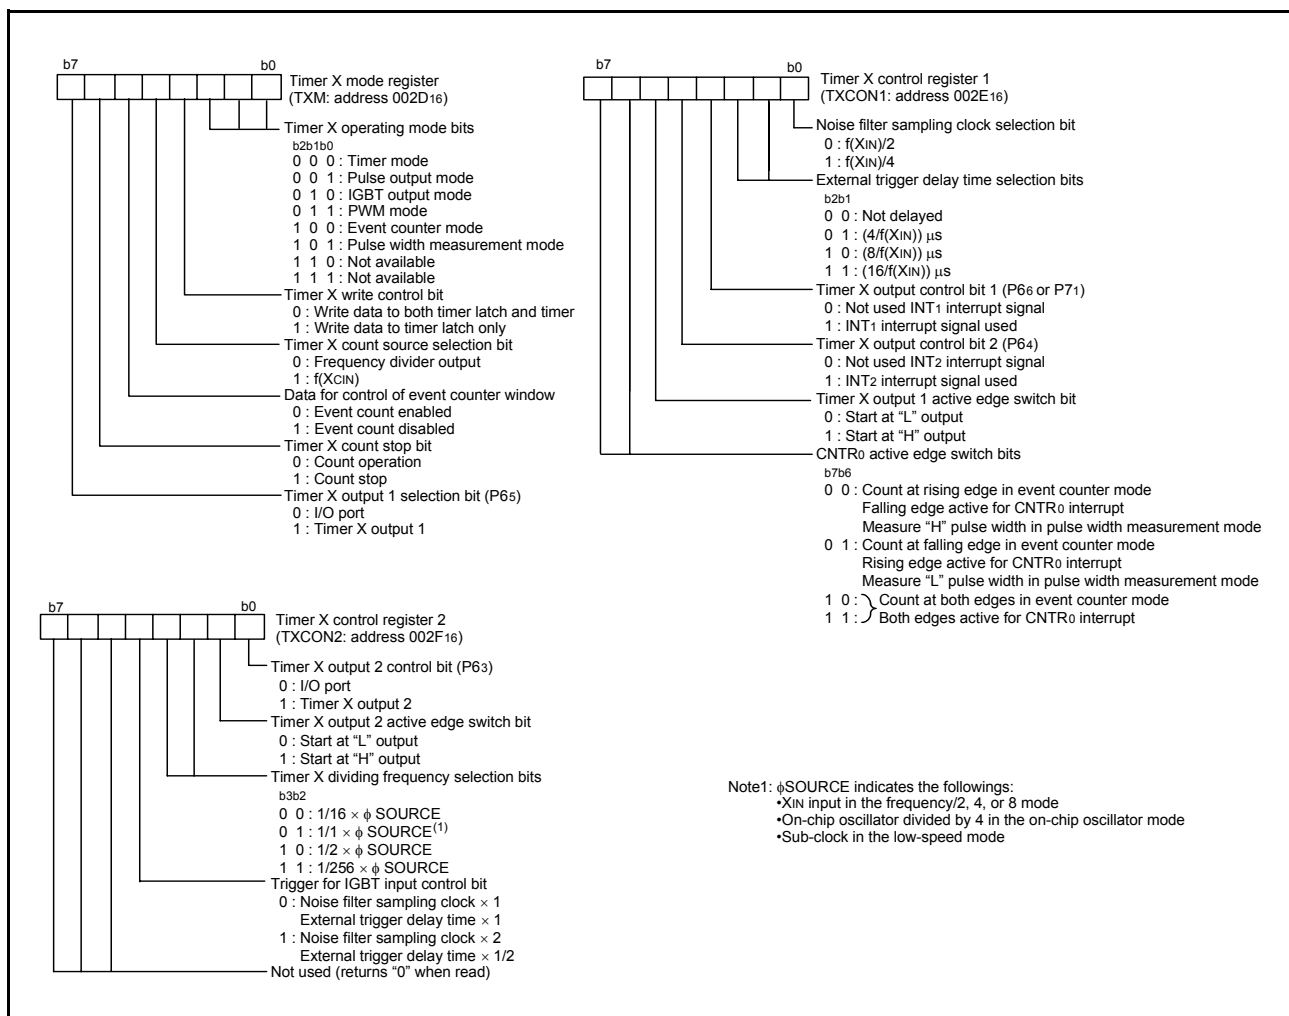 b7 b0
Timer X mode register
(TXM: address 002D16)
Timer X operating mode bits
b2b1b0
0 0 0 : Timer mode
0 0 1 : Pulse output mode
0 1 0 : IGBT output mode
0 1 1 : PWM mode
1 0 0 : Event counter mode
1 0 1 : Pulse width measurement mode
1 1 0 : Not available
1 1 1 : Not available
Timer X write control bit
0 : Write data to both timer latch and timer
1 : Write data to timer latch only
Timer X count source selection bit
0 : Frequency divider output
1 : f(XCIN)
Data for control of event counter window
0 : Event count enabled
1 : Event count disabled
Timer X count stop bit
0 : Count operation
1 : Count stop
Timer X output 1 selection bit (P65)
0 : I/O port
1 : Timer X output 1
b7 b0
Timer X control register 1
(TXCON1: address 002E16)
Noise filter sampling clock selection bit
0 : f(XIN)/2
1 : f(XIN)/4
External trigger delay time selection bits
b2b1
0 0 : Not delayed
0 1 : (4/f(XIN)) μs
1 0 : (8/f(XIN)) μs
1 1 : (16/f(XIN)) μs
Timer X output control bit 1 (P66 or P71)
0 : Not used INT1 interrupt signal
1 : INT1 interrupt signal used
Timer X output control bit 2 (P64)
0 : Not used INT2 interrupt signal
1 : INT2 interrupt signal used
Timer X output 1 active edge switch bit
0 : Start at “L” output
1 : Start at “H” output
CNTR0 active edge switch bits
b7b6
0 0 : Count at rising edge in event counter mode
Falling edge active for CNTR0 interrupt
Measure “H” pulse width in pulse width measurement mode
0 1 : Count at falling edge in event counter mode
Rising edge active for CNTR0 interrupt
Measure “L” pulse width in pulse width measurement mode
1 0 : Count at both edges in event counter mode
1 1 : Both edges active for CNTR0 interrupt
b7 b0
Timer X control register 2
(TXCON2: address 002F16)
Timer X output 2 control bit (P63)
0 : I/O port
1 : Timer X output 2
Timer X output 2 active edge switch bit
0 : Start at “L” output
1 : Start at “H” output
Timer X dividing frequency selection bits
b3b2
0 0 : 1/16 × ϕ SOURCE
0 1 : 1/1 × ϕ SOURCE(1)
1 0 : 1/2 × ϕ SOURCE
1 1 : 1/256 × ϕ SOURCE
Trigger for IGBT input control bit
0 : Noise filter sampling clock × 1
External trigger delay time × 1
1 : Noise filter sampling clock × 2
External trigger delay time × 1/2
Not used (returns “0” when read)
Note1: ϕSOURCE indicates the followings:
•XIN input in the frequency/2, 4, or 8 mode
•On-chip oscillator divided by 4 in the on-chip oscillator mode
•Sub-clock in the low-speed mode